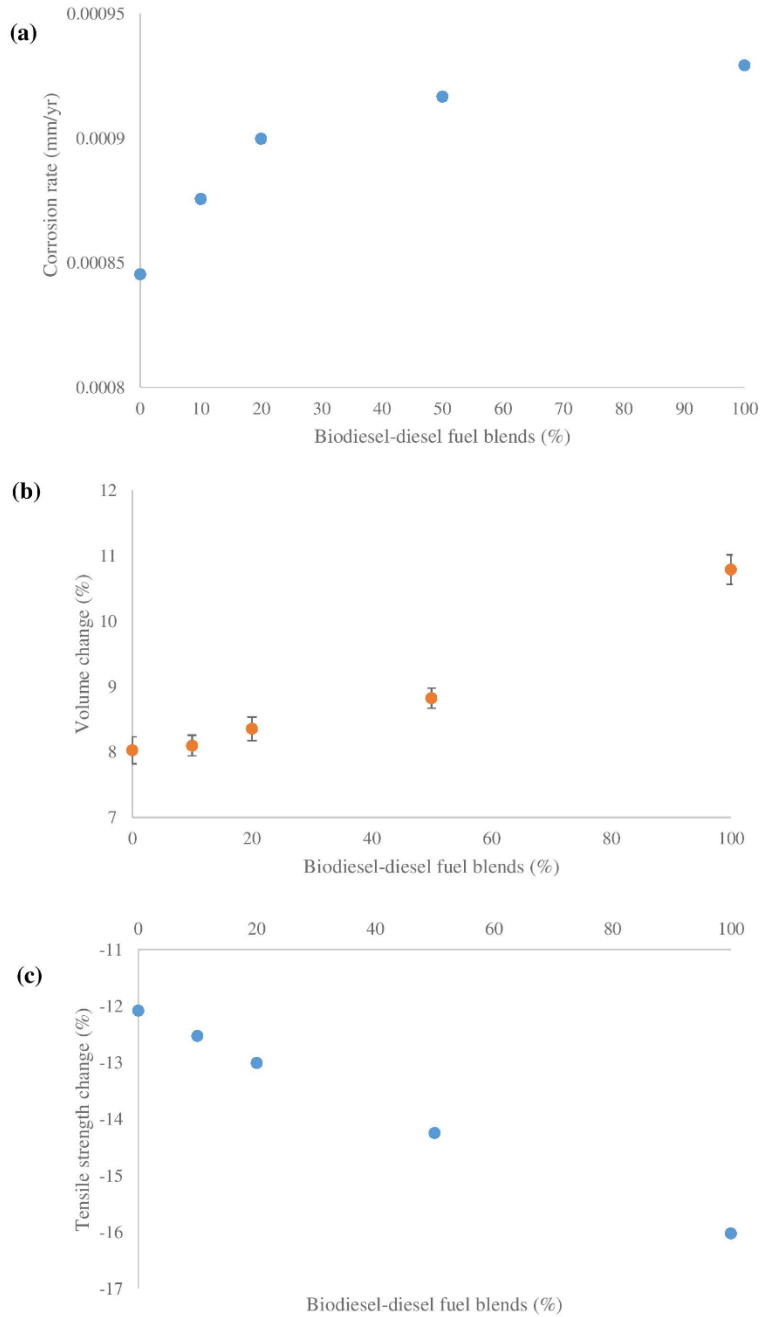 (a)
0.00095
0.0009
0.00085
0.0008
Corrosion rate (mm/yr)
0 10 20 30 40 50 60 70 80 90 100
Biodiesel-diesel fuel blends (%)
(b)
12
11
10
9
8
7
Volume change (%)
0 20 40 60 80 100
Biodiesel-diesel fuel blends (%)
0 20 40 60 80 100
(c)
-11
-12
-13
-14
-15
-16
-17
Tensile strength change (%)
Biodiesel-diesel fuel blends (%)